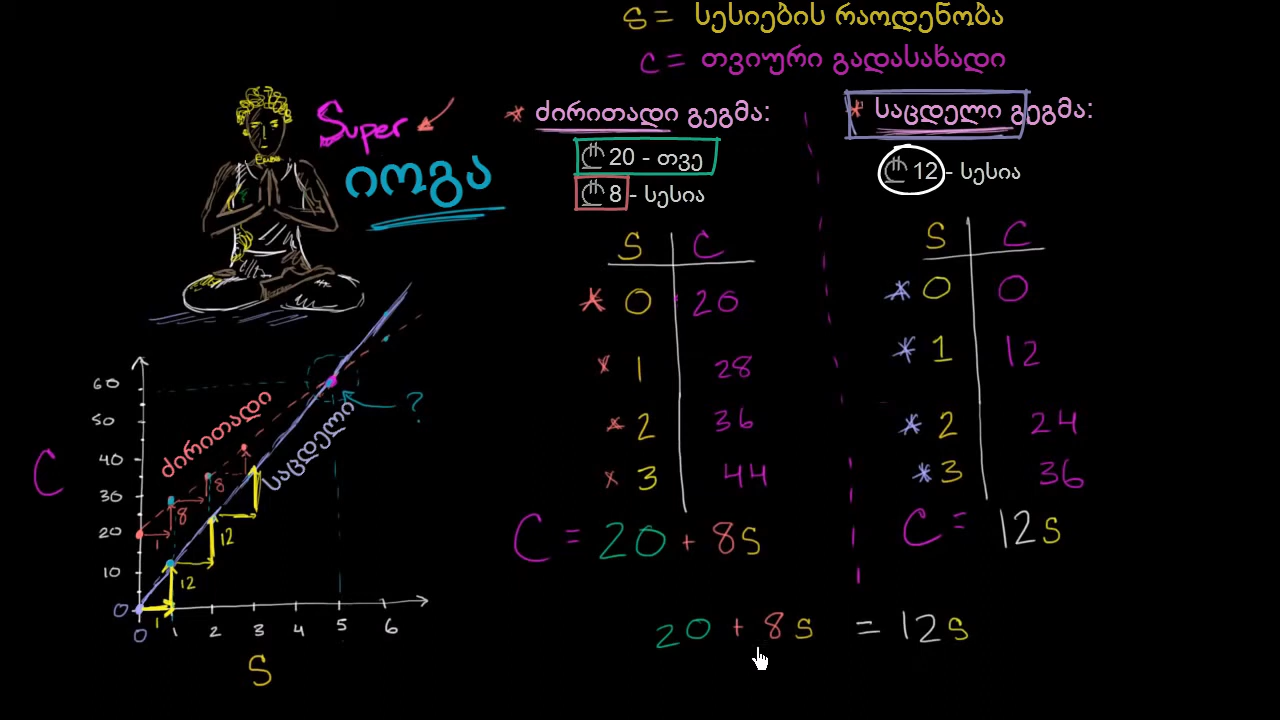 s = სესიების რაოდენობა
c = თვიური გადასახადი
Super
იოგა
* ძირითადი გეგმა:
₾ 20 - თვე
₾ 8 - სესია
S C
* 0 20
* 1 28
* 2 36
* 3 44
C = 20 + 8s
* საცდელი გეგმა:
₾ 12 - სესია
S C
* 0 0
* 1 12
* 2 24
* 3 36
C = 12s
20 + 8s = 12s
C
60
50
40
30
20
10
0
ძირითადი
საცდელი
?
8
8
1
1
12
12
1
0 1 2 3 4 5 6
S